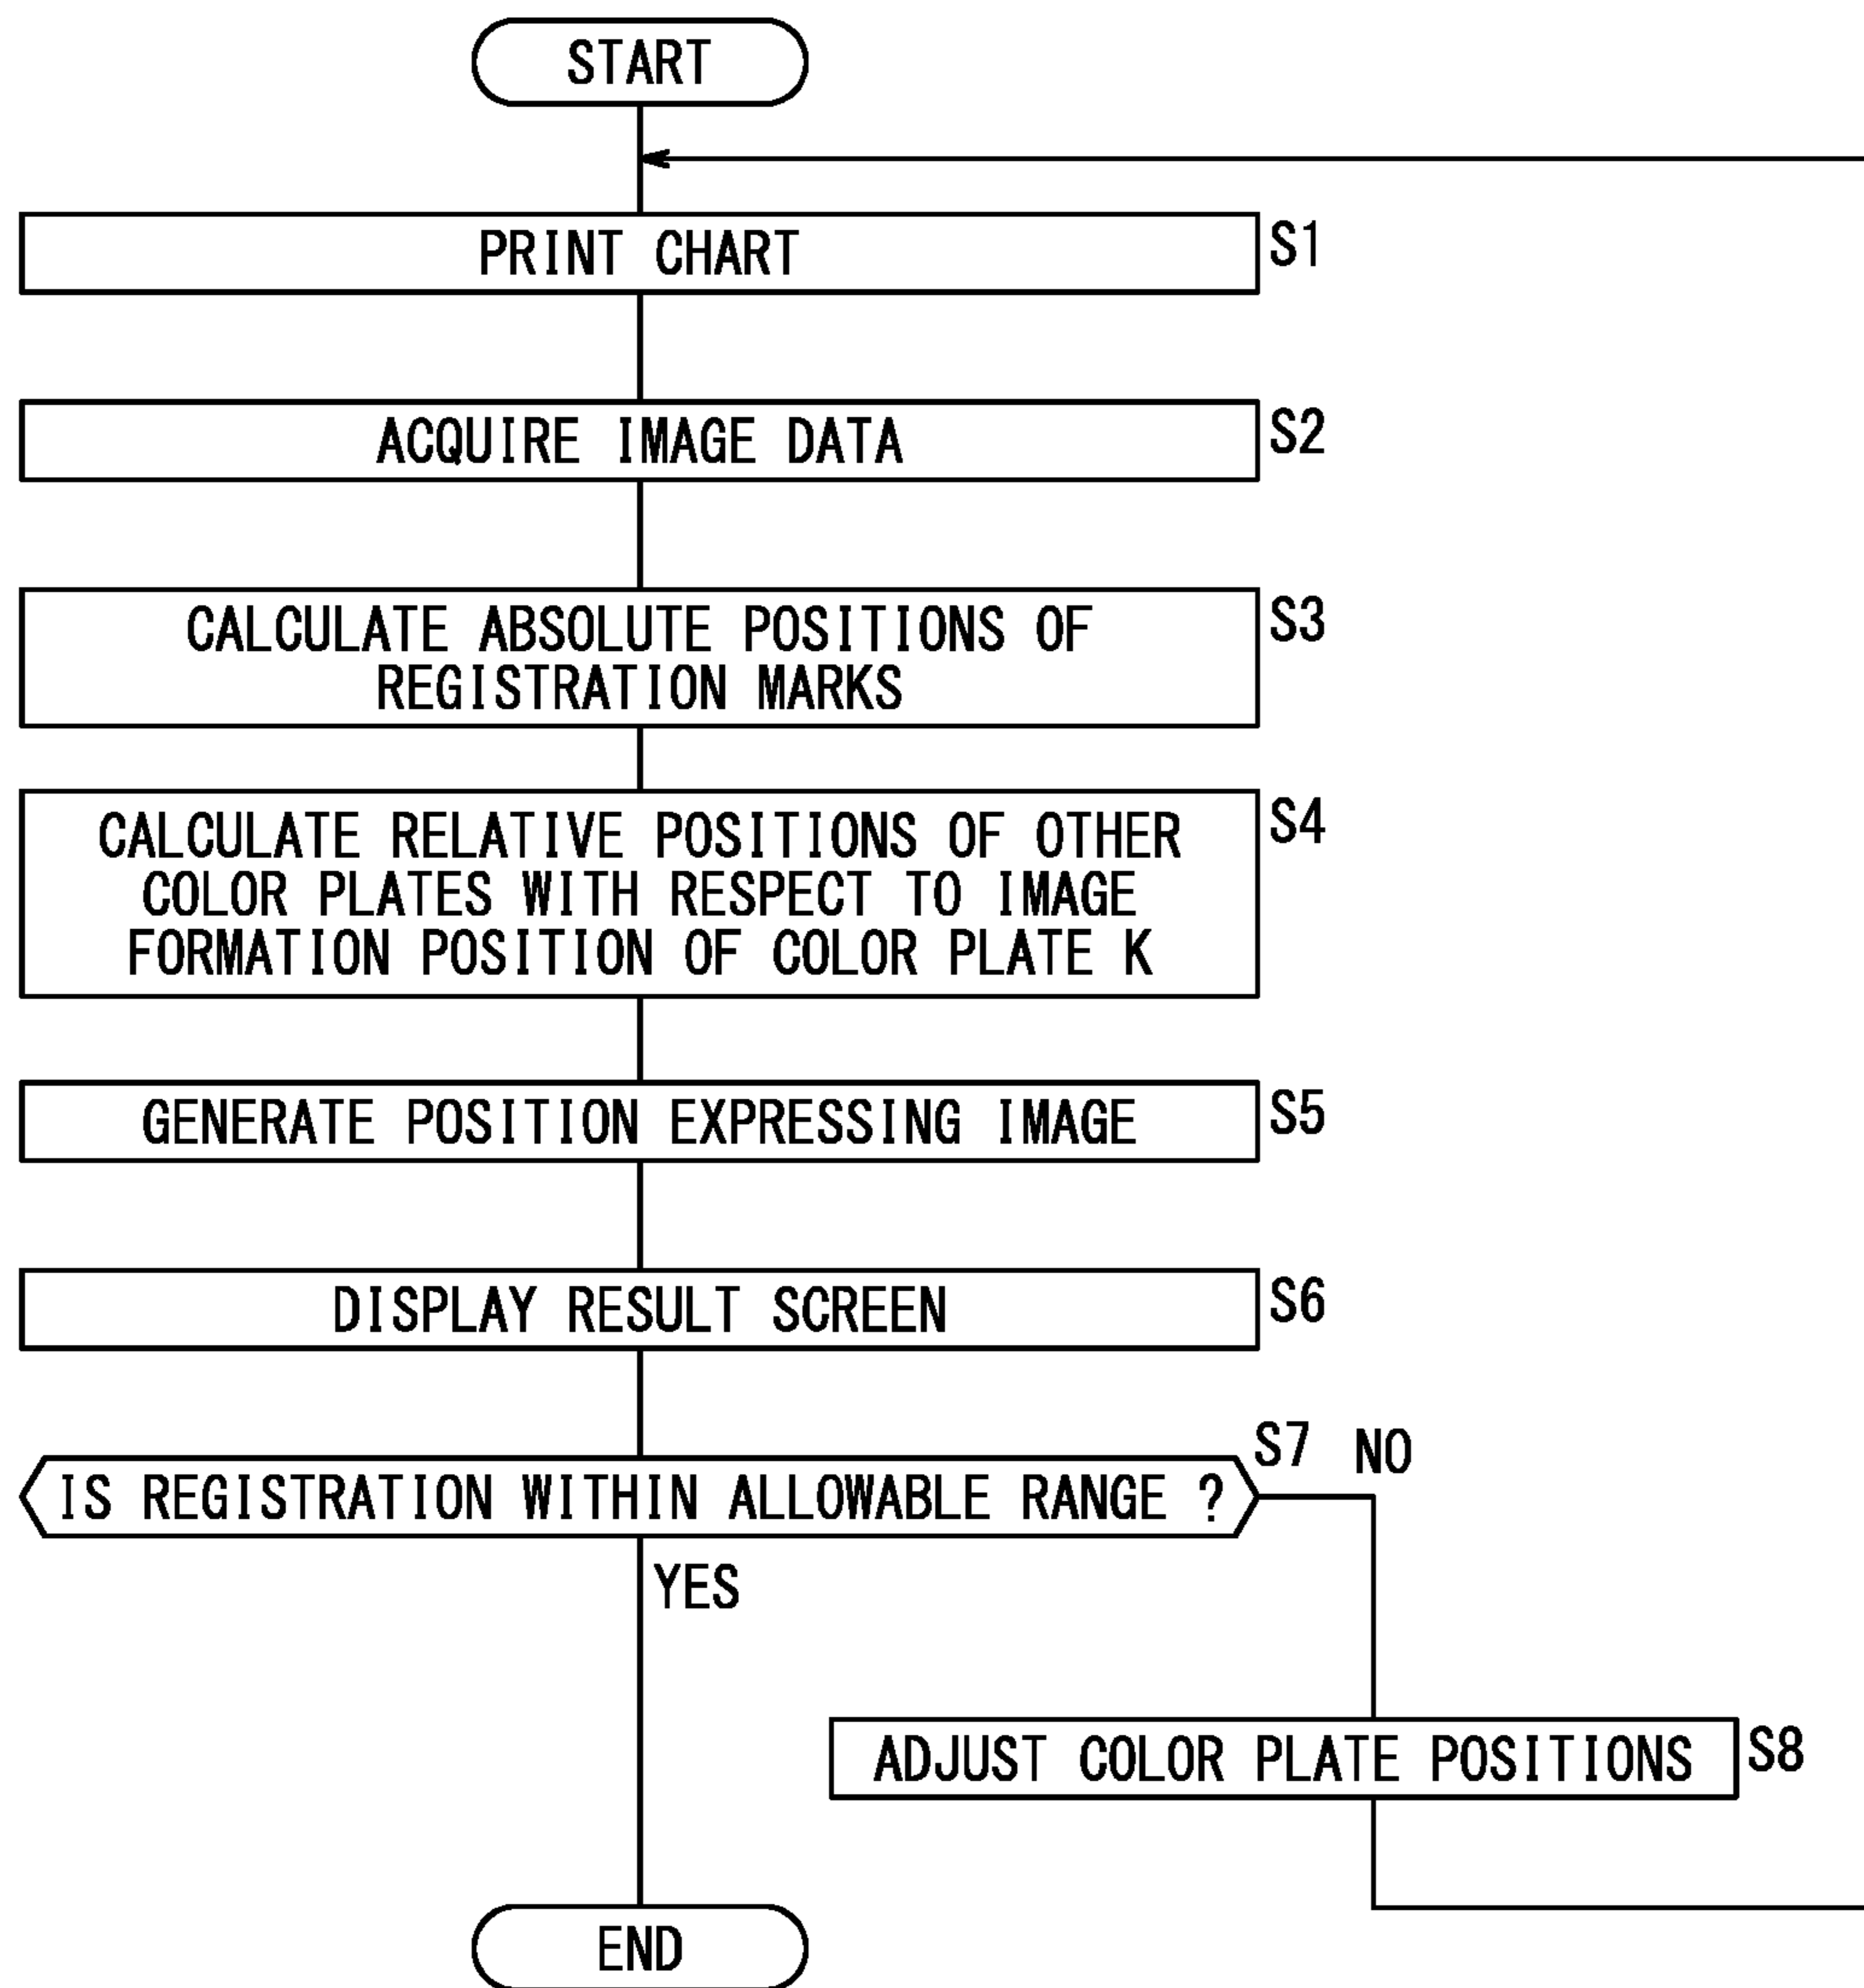 START
PRINT CHART
S1
ACQUIRE IMAGE DATA
S2
CALCULATE ABSOLUTE POSITIONS OF
REGISTRATION MARKS
S3
CALCULATE RELATIVE POSITIONS OF OTHER
COLOR PLATES WITH RESPECT TO IMAGE
FORMATION POSITION OF COLOR PLATE K
S4
GENERATE POSITION EXPRESSING IMAGE
S5
DISPLAY RESULT SCREEN
S6
IS REGISTRATION WITHIN ALLOWABLE RANGE ?
S7
NO
YES
ADJUST COLOR PLATE POSITIONS
S8
END